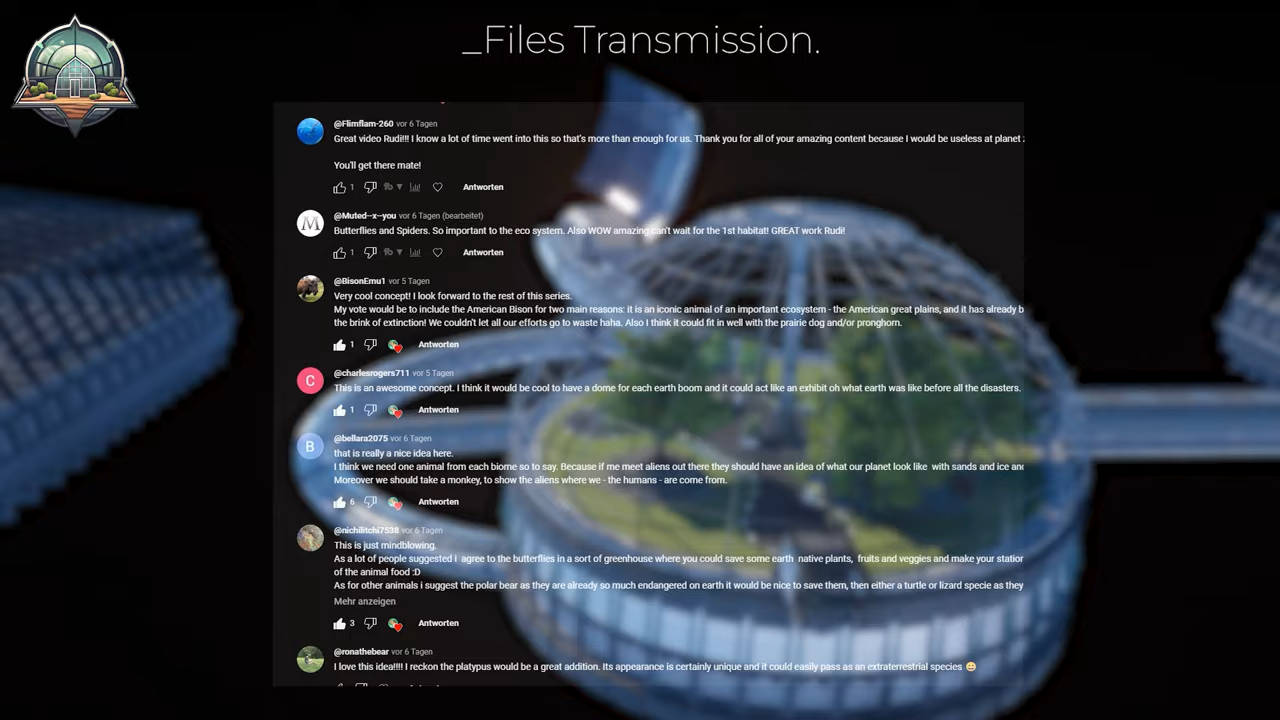 _Files Transmission.
@Flimflam-260 vor 6 Tagen
Great video Rudi!!! I know a lot of time went into this so that's more than enough for us. Thank you for all of your amazing content because I would be useless at planet
You'll get there mate!
1 Antworten
@Muted--x--you vor 6 Tagen (bearbeitet)
Butterflies and Spiders. So important to the eco system. Also WOW amazing can't wait for the 1st habitat! GREAT work Rudi!
1 Antworten
@BisonEmu1 vor 5 Tagen
Very cool concept! I look forward to the rest of this series.
My vote would be to include the American Bison for two main reasons: it is an iconic animal of an important ecosystem - the American great plains, and it has already b
the brink of extinction! We couldn't let all our efforts go to waste haha. Also I think it could fit in well with the prairie dog and/or pronghorn.
1 Antworten
C
@charlesrogers711 vor 5 Tagen
This is an awesome concept. I think it would be cool to have a dome for each earth boom and it could act like an exhibit oh what earth was like before all the disasters.
1 Antworten
B
@bellara2075 vor 6 Tagen
that is really a nice idea here.
I think we need one animal from each biome so to say. Because if me meet aliens out there they should have an idea of what our planet look like with sands and ice and
Moreover we should take a monkey, to show the aliens where we - the humans - are come from.
6 Antworten
@nichilitchi7538 vor 6 Tagen
This is just mindblowing.
As a lot of people suggested i agree to the butterflies in a sort of greenhouse where you could save some earth native plants, fruits and veggies and make your station
of the animal food :D
As for other animals i suggest the polar bear as they are already so much endangered on earth it would be nice to save them, then either a turtle or lizard specie as they
Mehr anzeigen
3 Antworten
@ronathebear vor 6 Tagen
I love this idea!!!! I reckon the platypus would be a great addition. Its appearance is certainly unique and it could easily pass as an extraterrestrial species 😄